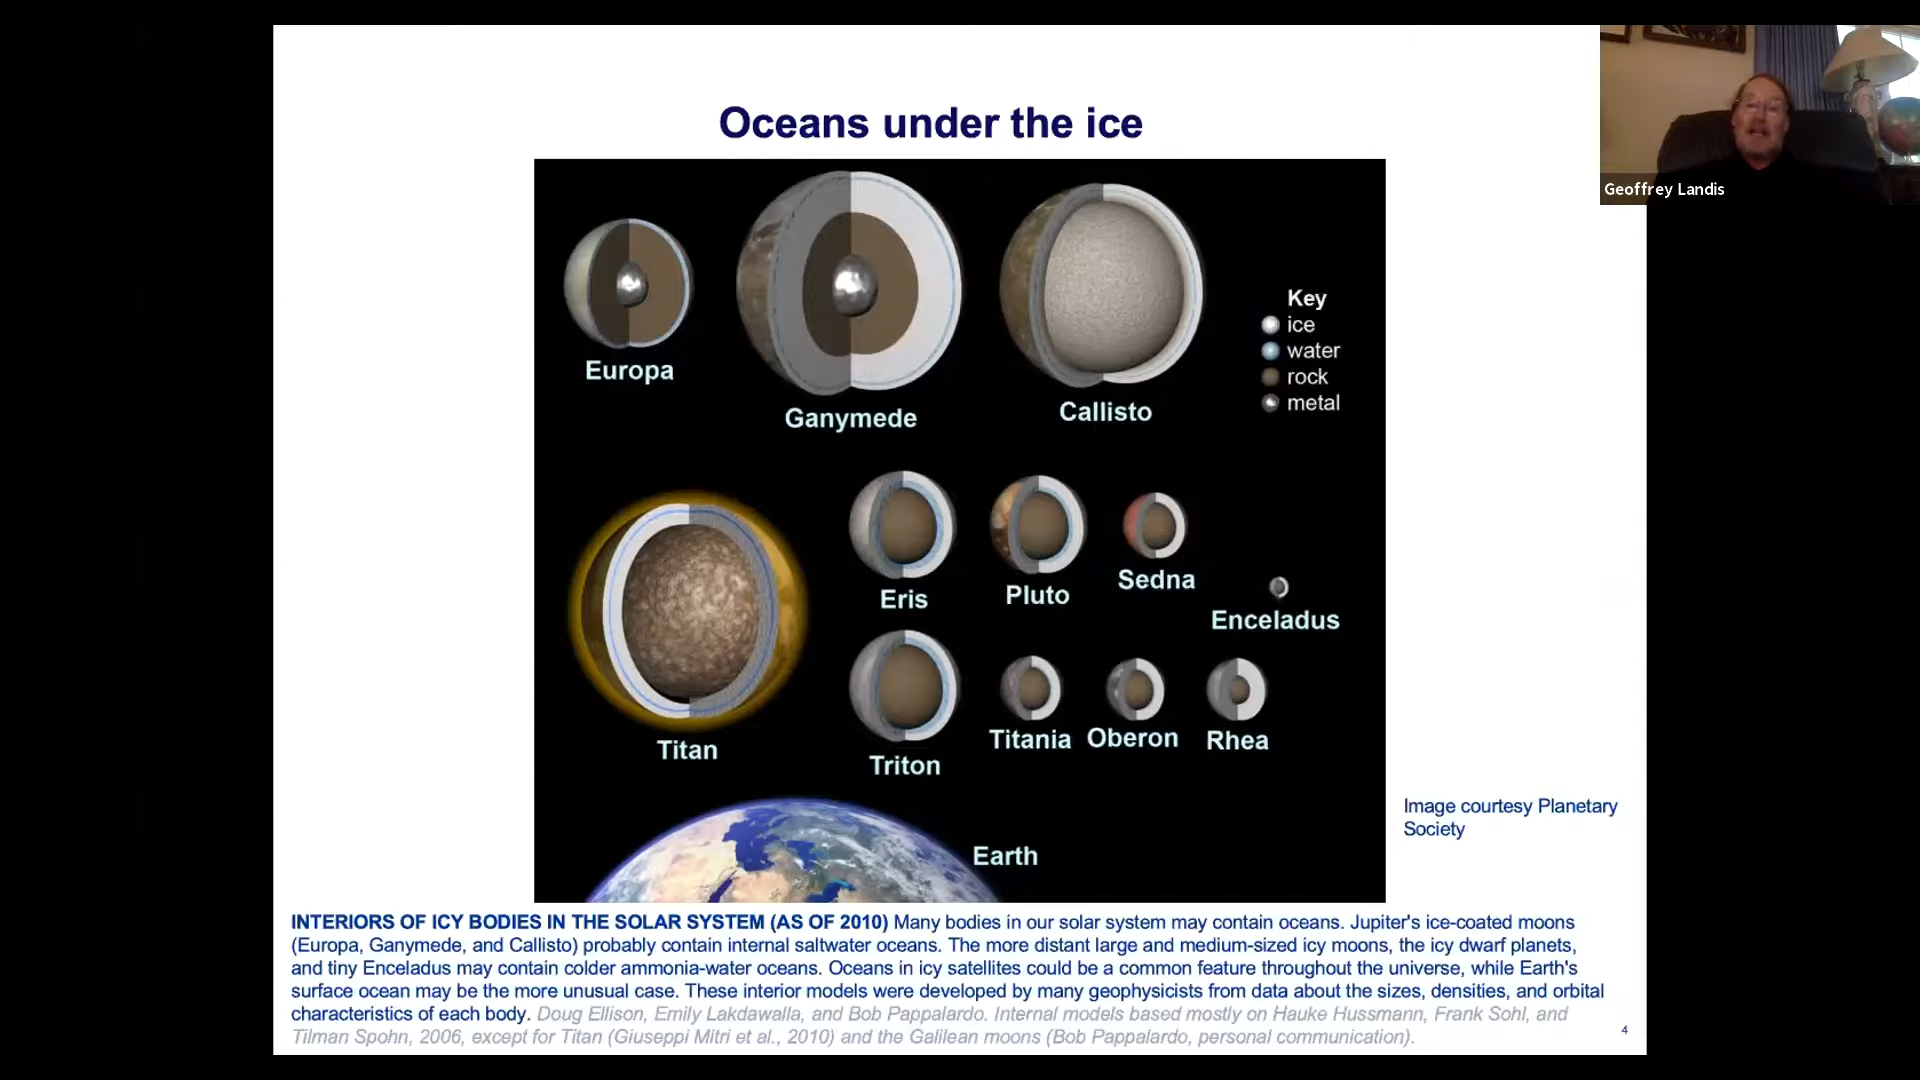 Oceans under the ice
Geoffrey Landis
Key
ice
water
rock
metal
Europa
Ganymede
Callisto
Eris
Pluto
Sedna
Enceladus
Titan
Triton
Titania
Oberon
Rhea
Earth
Image courtesy Planetary
Society
INTERIORS OF ICY BODIES IN THE SOLAR SYSTEM (AS OF 2010) Many bodies in our solar system may contain oceans. Jupiter's ice-coated moons
(Europa, Ganymede, and Callisto) probably contain internal saltwater oceans. The more distant large and medium-sized icy moons, the icy dwarf planets,
and tiny Enceladus may contain colder ammonia-water oceans. Oceans in icy satellites could be a common feature throughout the universe, while Earth's
surface ocean may be the more unusual case. These interior models were developed by many geophysicists from data about the sizes, densities, and orbital
characteristics of each body. Doug Ellison, Emily Lakdawalla, and Bob Pappalardo. Internal models based mostly on Hauke Hussmann, Frank Sohl, and
Tilman Spohn, 2006, except for Titan (Giuseppi Mitri et al., 2010) and the Galilean moons (Bob Pappalardo, personal communication).
4